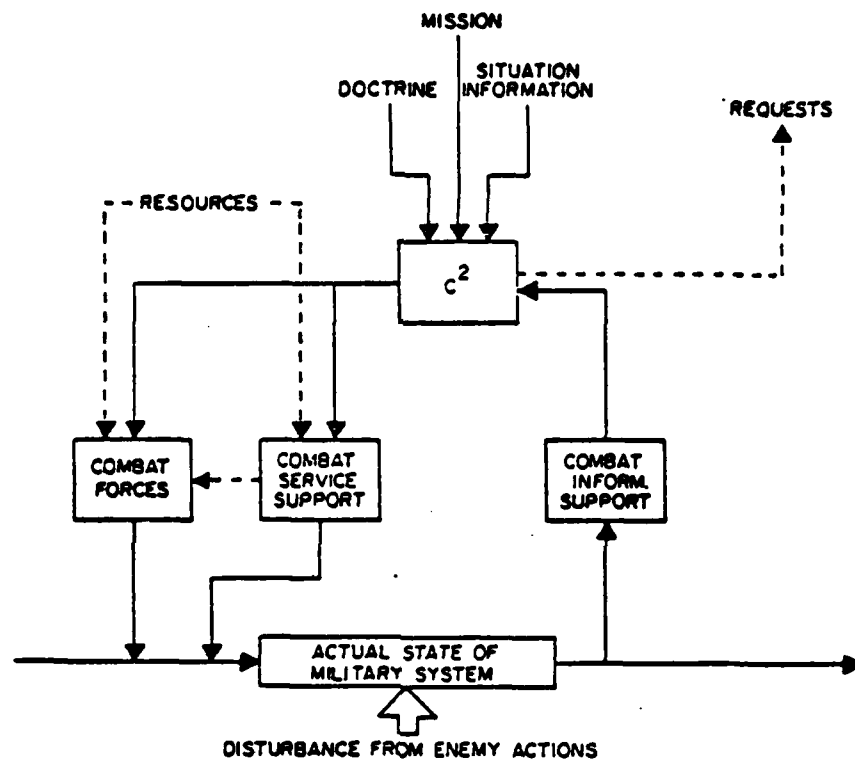 MISSION
SITUATION
DOCTRINE INFORMATION
REQUESTS
RESOURCES
C²
COMBAT
FORCES
COMBAT
SERVICE
SUPPORT
COMBAT
INFORM.
SUPPORT
ACTUAL STATE OF
MILITARY SYSTEM
DISTURBANCE FROM ENEMY ACTIONS